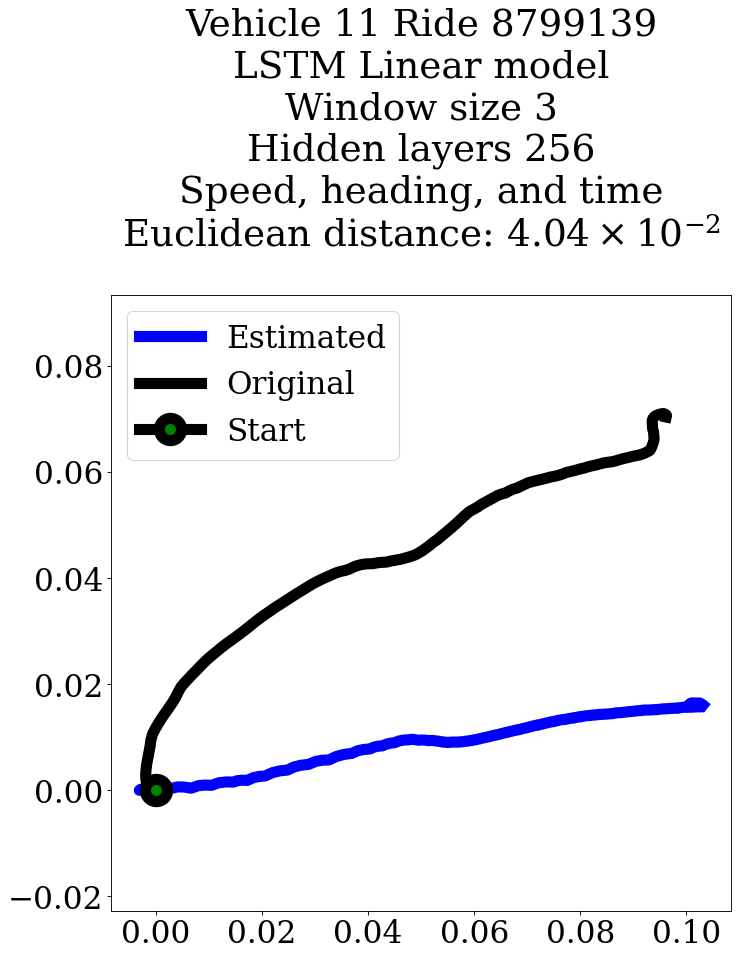 Vehicle 11 Ride 8799139
LSTM Linear model
Window size 3
Hidden layers 256
Speed, heading, and time
Euclidean distance: 4.04 × 10⁻²
Estimated
Original
Start
0.08
0.06
0.04
0.02
0.00
−0.02
0.00 0.02 0.04 0.06 0.08 0.10